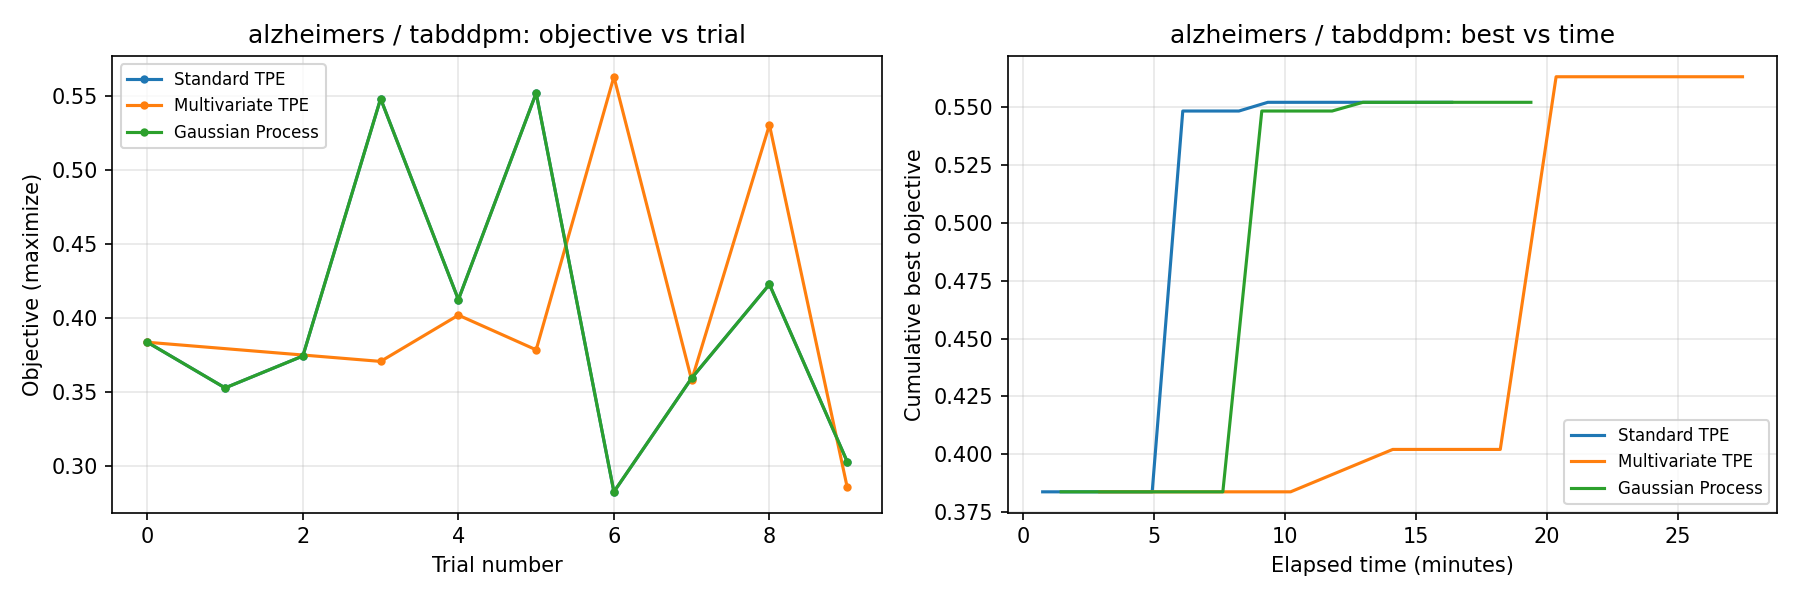 alzheimers / tabddpm: objective vs trial
Objective (maximize)
0.55
0.50
0.45
0.40
0.35
0.30
Standard TPE
Multivariate TPE
Gaussian Process
0 2 4 6 8
Trial number
alzheimers / tabddpm: best vs time
Cumulative best objective
0.550
0.525
0.500
0.475
0.450
0.425
0.400
0.375
Standard TPE
Multivariate TPE
Gaussian Process
0 5 10 15 20 25
Elapsed time (minutes)